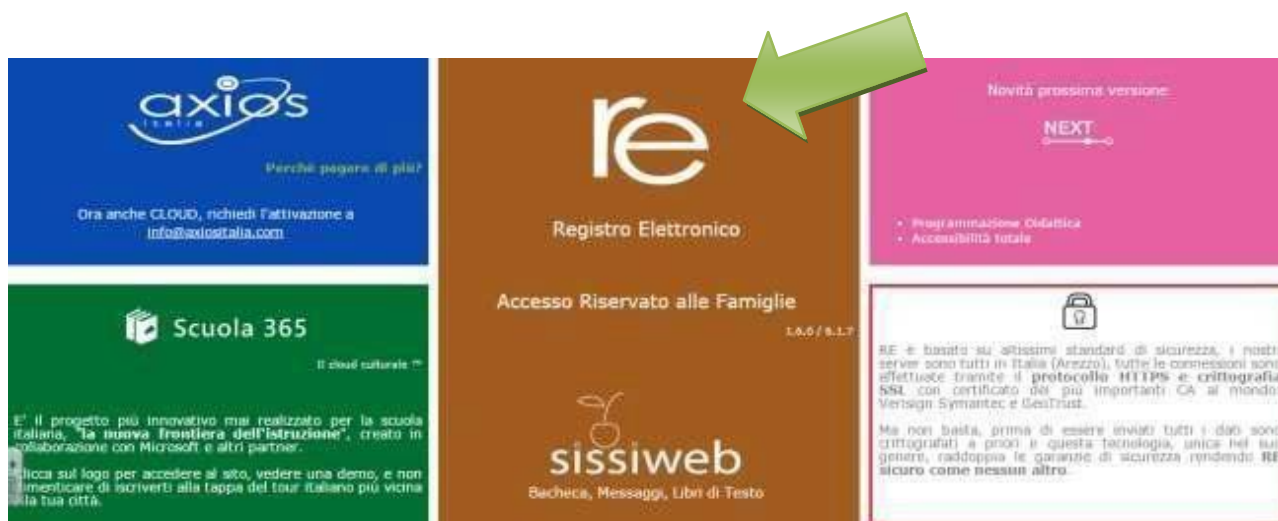 axios
italia
Perché pagare di più?
Ora anche CLOUD, richiedi l'attivazione a
info@axiositalia.com
Scuola 365
Il cloud culturale ™
E' il progetto più innovativo mai realizzato per la scuola
italiana, "la nuova frontiera dell'istruzione", creato in
collaborazione con Microsoft e altri partner.
Clicca sul logo per accedere al sito, vedere una demo, e non
dimenticare di iscriverti alla tappa del tour italiano più vicina
alla tua città.
re
Registro Elettronico
Accesso Riservato alle Famiglie
sissiweb
Bacheca, Messaggi, Libri di Testo
Novità prossima versione
NEXT
• Programmazione Didattica
• Accessibilità totale
RE è basato su altissimi standard di sicurezza, i nostri
server sono tutti in Italia (Arezzo), tutte le connessioni sono
effettuate tramite il protocollo HTTPS e crittografia
SSL con certificato dei più importanti CA al mondo:
Verisign Symantec e GeoTrust.
Ma non basta, prima di essere inviati tutti i dati sono
crittografati a priori e questa tecnologia, unica nel suo
genere, raddoppia le garanzie di sicurezza rendendo RE
sicuro come nessun altro.